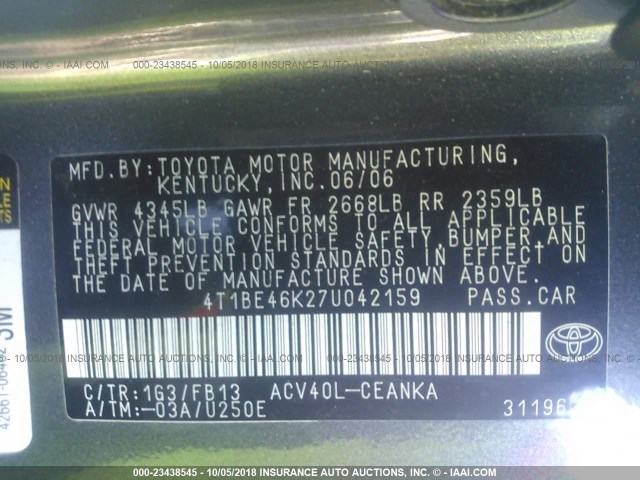 000-23438545 - 10/05/2018 INSURANCE AUTO AUCTIONS, INC. - ©IAAI.COM
MFD.BY:TOYOTA MOTOR MANUFACTURING,
KENTUCKY,INC.06/06
GVWR 4345LB GAWR FR 2668LB RR 2359LB
THIS VEHICLE CONFORMS TO ALL APPLICABLE
FEDERAL MOTOR VEHICLE SAFETY,BUMPER,AND
THEFT PREVENTION STANDARDS IN EFFECT ON
THE DATE OF MANUFACTURE SHOWN ABOVE.
4T1BE46K27U042159 PASS.CAR
C/TR:1G3/FB13 ACV40L-CEANKA
A/TM:-03A/U250E
TOYOTA
000-23438545 - 10/05/2018 INSURANCE AUTO AUCTIONS, INC. - ©IAAI.COM